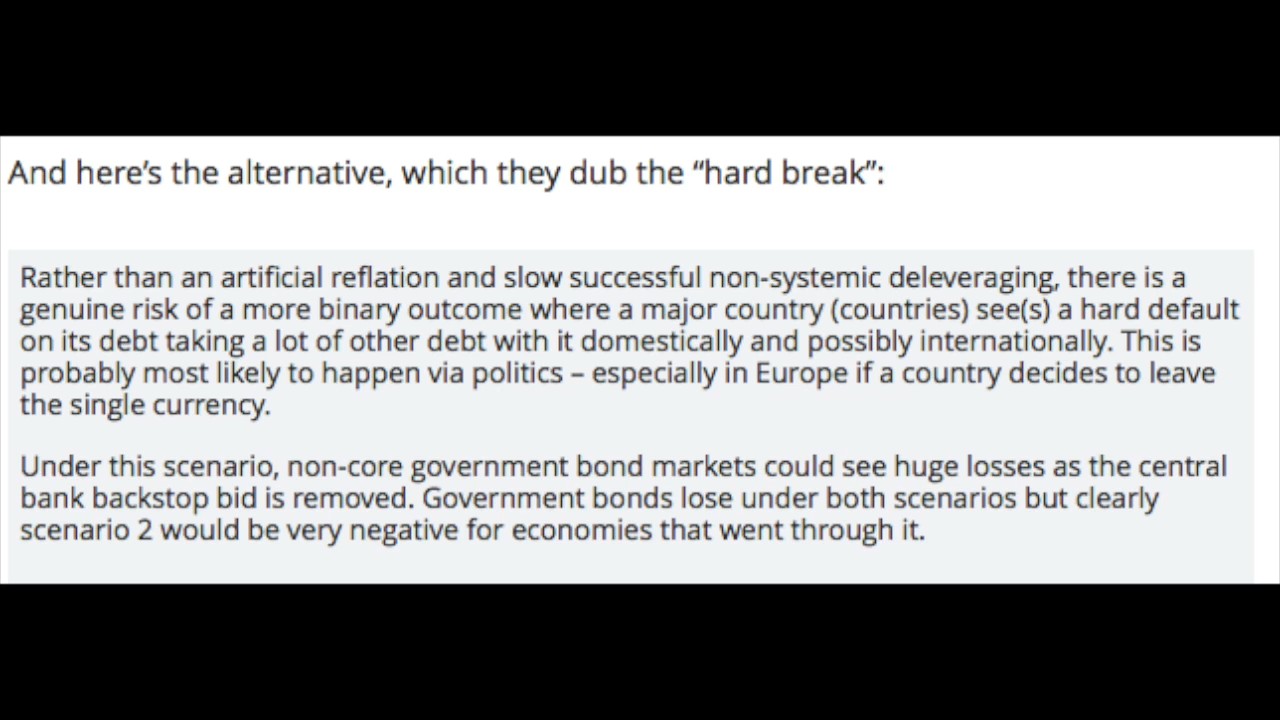 And here's the alternative, which they dub the “hard break”:
Rather than an artificial reflation and slow successful non-systemic deleveraging, there is a
genuine risk of a more binary outcome where a major country (countries) see(s) a hard default
on its debt taking a lot of other debt with it domestically and possibly internationally. This is
probably most likely to happen via politics – especially in Europe if a country decides to leave
the single currency.
Under this scenario, non-core government bond markets could see huge losses as the central
bank backstop bid is removed. Government bonds lose under both scenarios but clearly
scenario 2 would be very negative for economies that went through it.